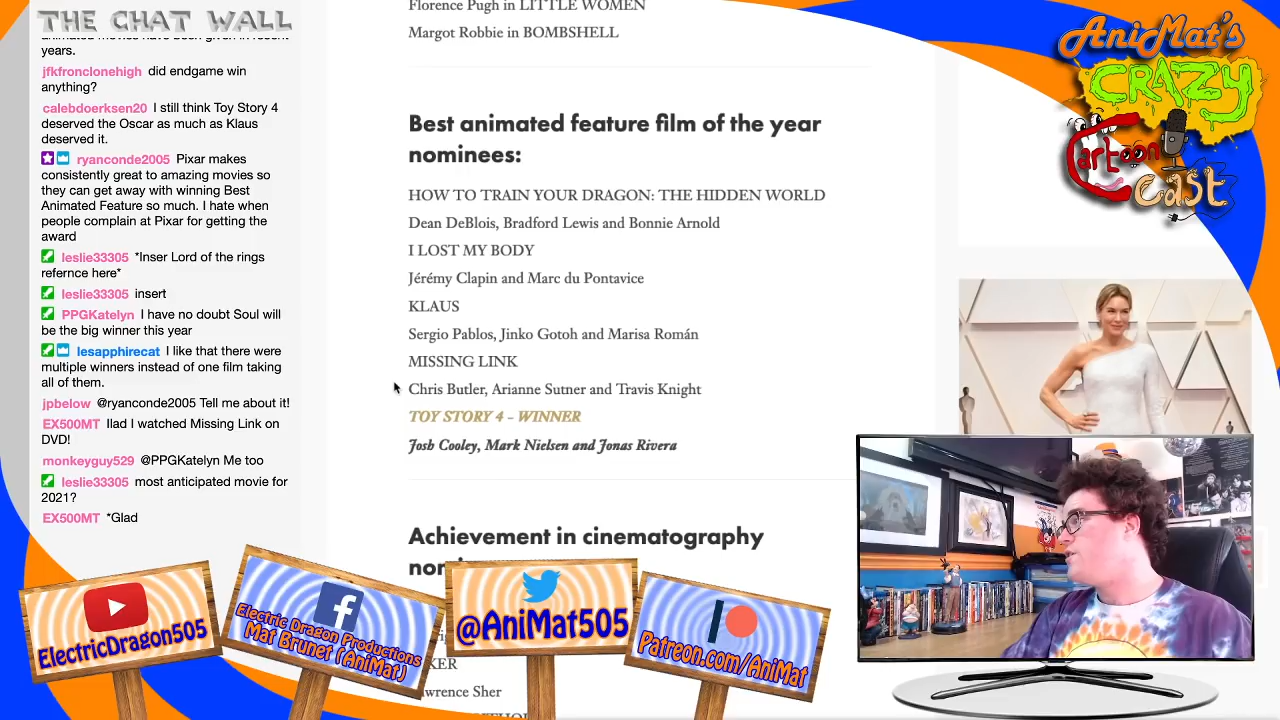 THE CHAT WALL
years.
jfkfronclonehigh did endgame win
anything?
calebdoerksen20 I still think Toy Story 4
deserved the Oscar as much as Klaus
deserved it.
ryanconde2005 Pixar makes
consistently great to amazing movies so
they can get away with winning Best
Animated Feature so much. I hate when
people complain at Pixar for getting the
award
leslie33305 *Inser Lord of the rings
refernce here*
leslie33305 insert
PPGKatelyn I have no doubt Soul will
be the big winner this year
lesapphirecat I like that there were
multiple winners instead of one film taking
all of them.
jpbelow @ryanconde2005 Tell me about it!
EX500MT Ilad I watched Missing Link on
DVD!
monkeyguy529 @PPGKatelyn Me too
leslie33305 most anticipated movie for
2021?
EX500MT *Glad
Florence Pugh in LITTLE WOMEN
Margot Robbie in BOMBSHELL
Best animated feature film of the year
nominees:
HOW TO TRAIN YOUR DRAGON: THE HIDDEN WORLD
Dean DeBlois, Bradford Lewis and Bonnie Arnold
I LOST MY BODY
Jérémy Clapin and Marc du Pontavice
KLAUS
Sergio Pablos, Jinko Gotoh and Marisa Román
MISSING LINK
Chris Butler, Arianne Sutner and Travis Knight
TOY STORY 4 - WINNER
Josh Cooley, Mark Nielsen and Jonas Rivera
Achievement in cinematography
AniMat's
CRAZY
Cartoon
Cast
ElectricDragon505
Electric Dragon Productions
Mat Brunet (AniMat)
@AniMat505
Patreon.com/AniMat